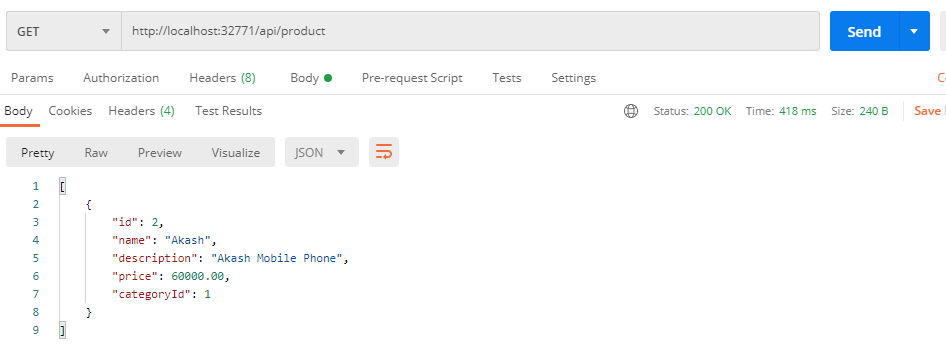 GET http://localhost:32771/api/product Send
Params Authorization Headers (8) Body Pre-request Script Tests Settings
Body Cookies Headers (4) Test Results Status: 200 OK Time: 418 ms Size: 240 B Save
Pretty Raw Preview Visualize JSON
1 [
2 {
3 "id": 2,
4 "name": "Akash",
5 "description": "Akash Mobile Phone",
6 "price": 60000.00,
7 "categoryId": 1
8 }
9 ]